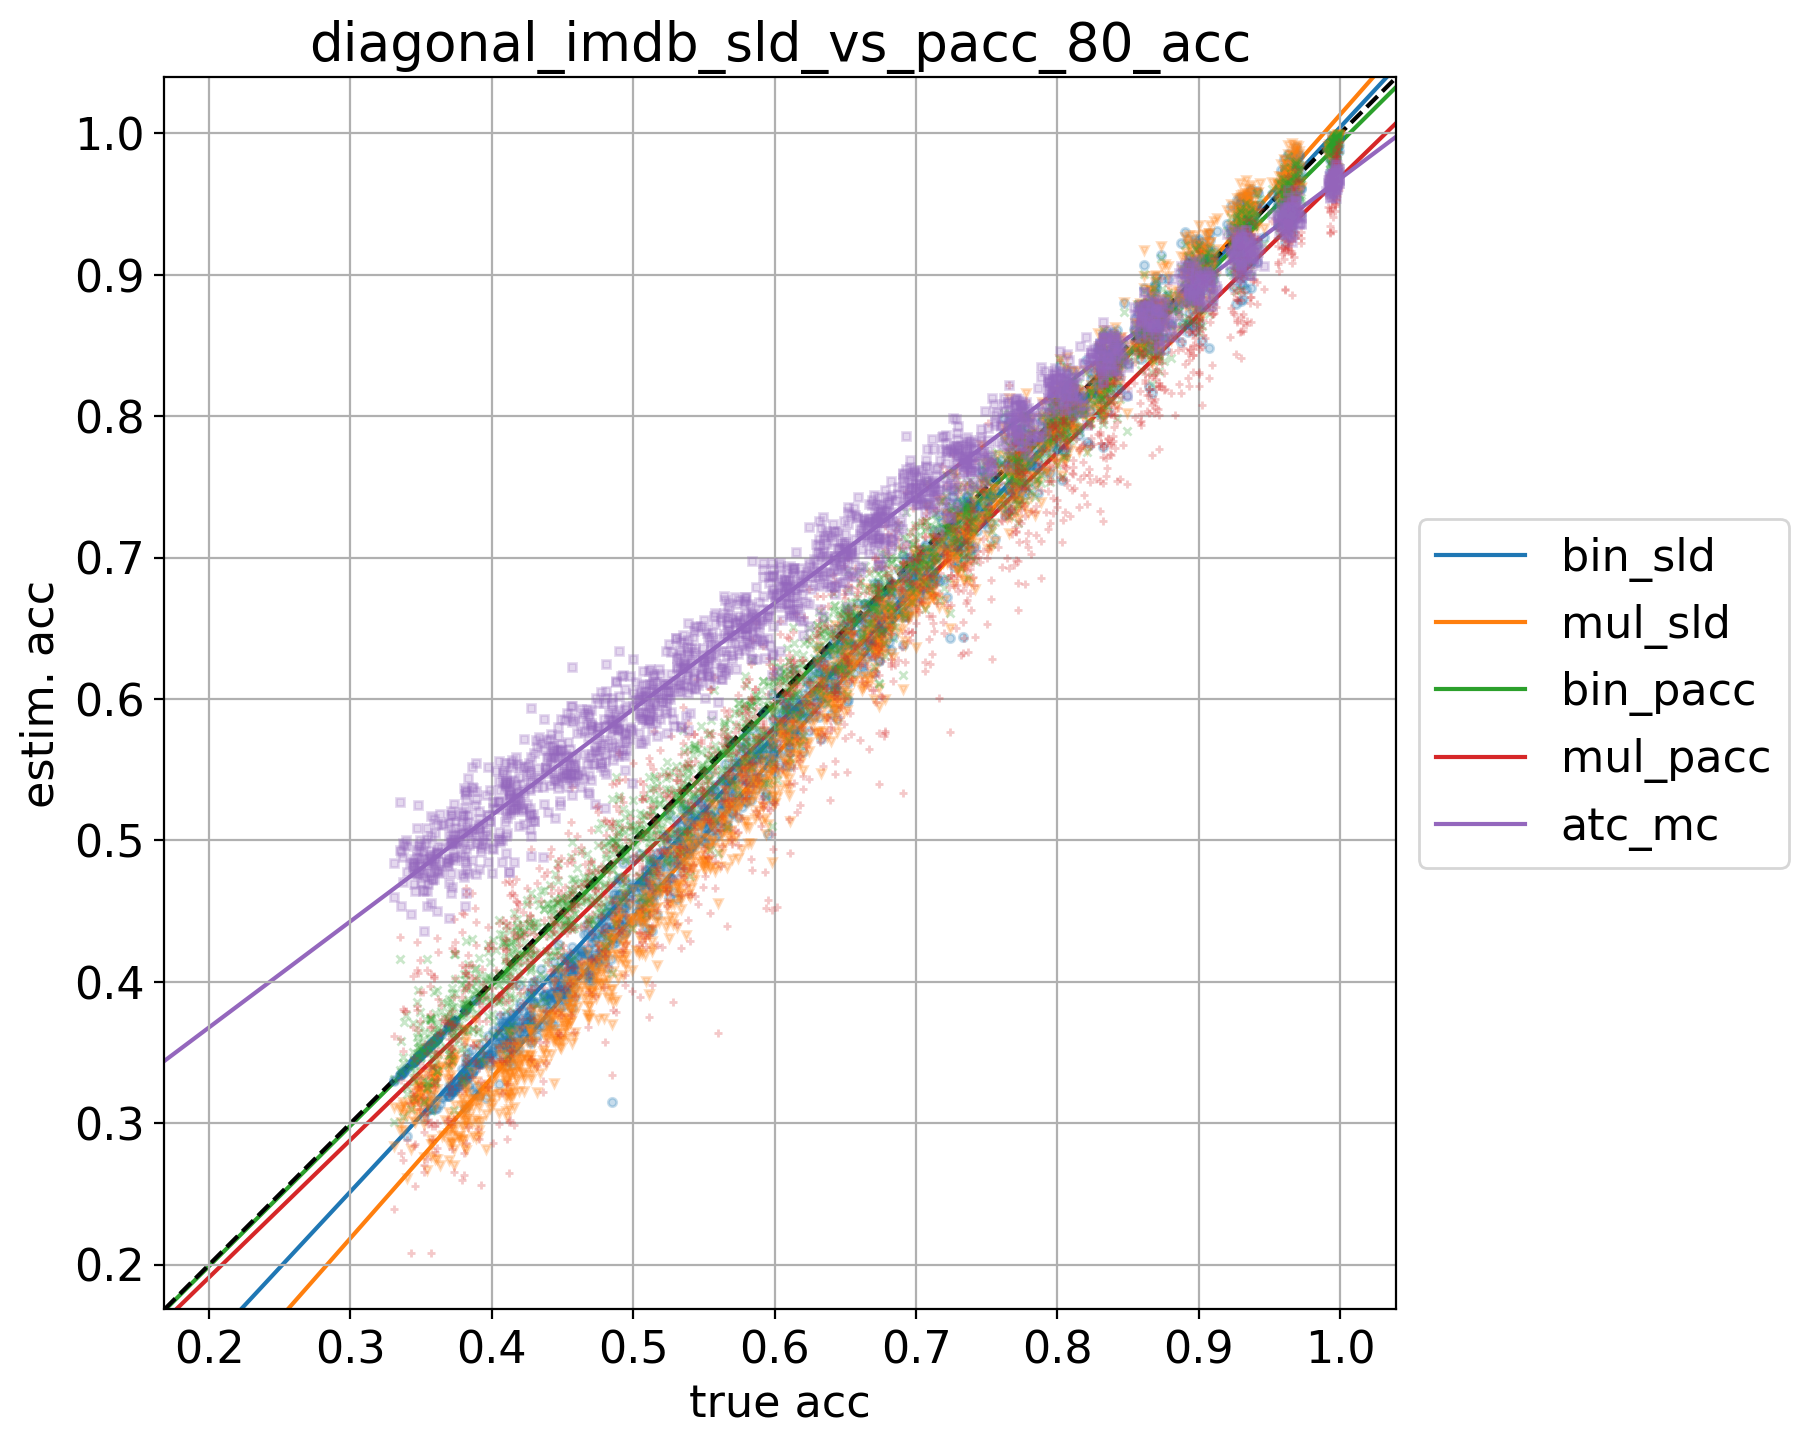 diagonal_imdb_sld_vs_pacc_80_acc
1.0
0.9
0.8
0.7
0.6
0.5
0.4
0.3
0.2
estim. acc
0.2 0.3 0.4 0.5 0.6 0.7 0.8 0.9 1.0
true acc
bin_sld
mul_sld
bin_pacc
mul_pacc
atc_mc